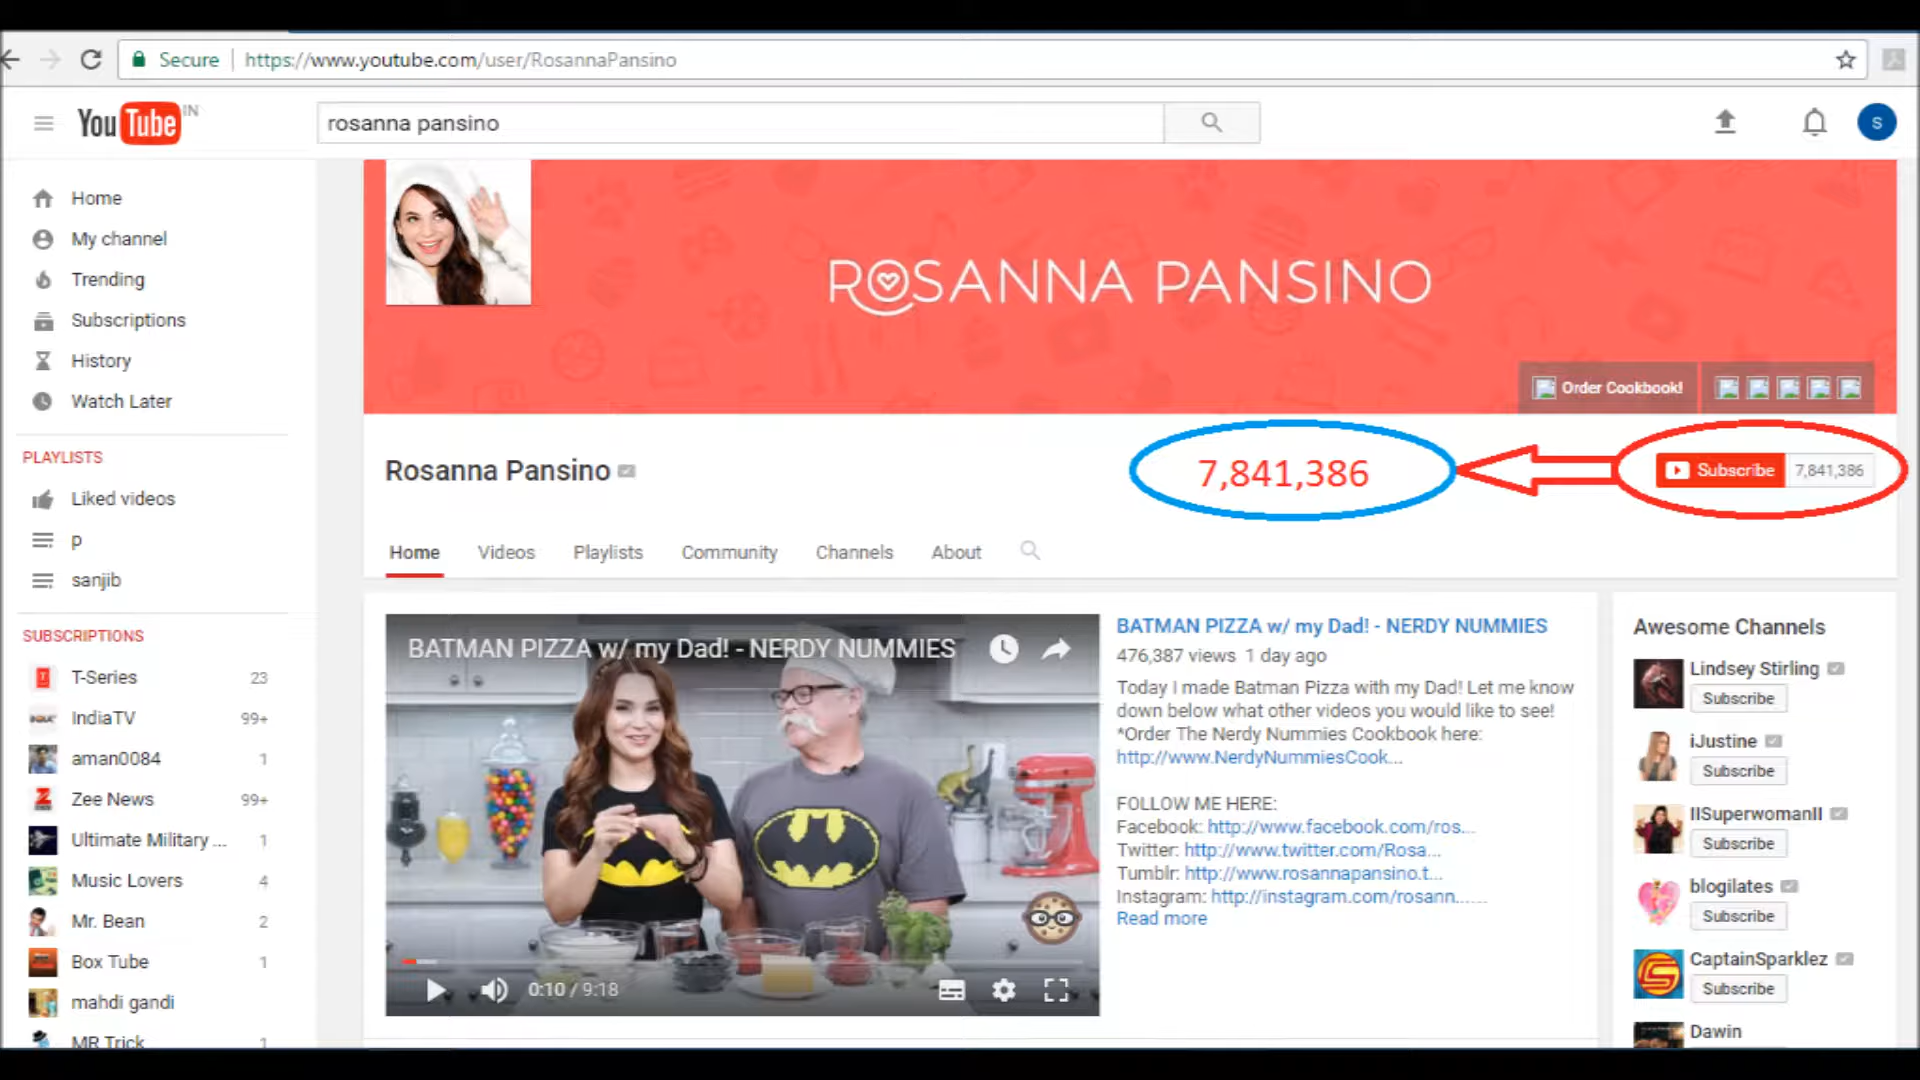 Secure https://www.youtube.com/user/RosannaPansino
YouTube IN
rosanna pansino
S
Home
My channel
Trending
Subscriptions
History
Watch Later
PLAYLISTS
Liked videos
p
sanjib
SUBSCRIPTIONS
T-Series 23
IndiaTV 99+
aman0084 1
Zee News 99+
Ultimate Military ... 1
Music Lovers 4
Mr. Bean 2
Box Tube 1
mahdi gandi
MR Trick 1
ROSANNA PANSINO
Order Cookbook!
Rosanna Pansino
7,841,386
Subscribe 7,841,386
Home Videos Playlists Community Channels About
BATMAN PIZZA w/ my Dad! - NERDY NUMMIES
0:10 / 9:18
BATMAN PIZZA w/ my Dad! - NERDY NUMMIES
476,387 views 1 day ago
Today I made Batman Pizza with my Dad! Let me know
down below what other videos you would like to see!
*Order The Nerdy Nummies Cookbook here:
http://www.NerdyNummiesCook...
FOLLOW ME HERE:
Facebook: http://www.facebook.com/ros...
Twitter: http://www.twitter.com/Rosa...
Tumblr: http://www.rosannapansino.t...
Instagram: http://instagram.com/rosann......
Read more
Awesome Channels
Lindsey Stirling
Subscribe
iJustine
Subscribe
IISuperwomanII
Subscribe
blogilates
Subscribe
CaptainSparklez
Subscribe
Dawin